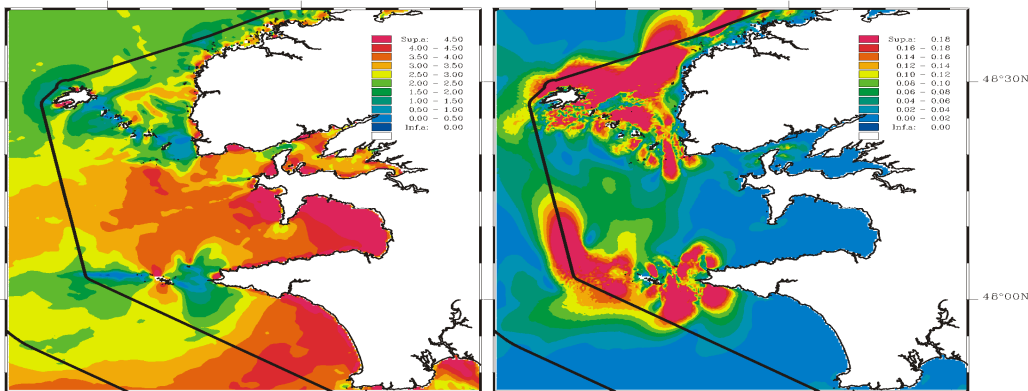 Sup.à: 4.50
4.00 – 4.50
3.50 – 4.00
3.00 – 3.50
2.50 – 3.00
2.00 – 2.50
1.50 – 2.00
1.00 – 1.50
0.50 – 1.00
0.00 – 0.50
Inf.à: 0.00
Sup.à: 0.18
0.16 – 0.18
0.14 – 0.16
0.12 – 0.14
0.10 – 0.12
0.08 – 0.10
0.06 – 0.08
0.04 – 0.06
0.02 – 0.04
0.00 – 0.02
Inf.à: 0.00
48°30N
48°00N